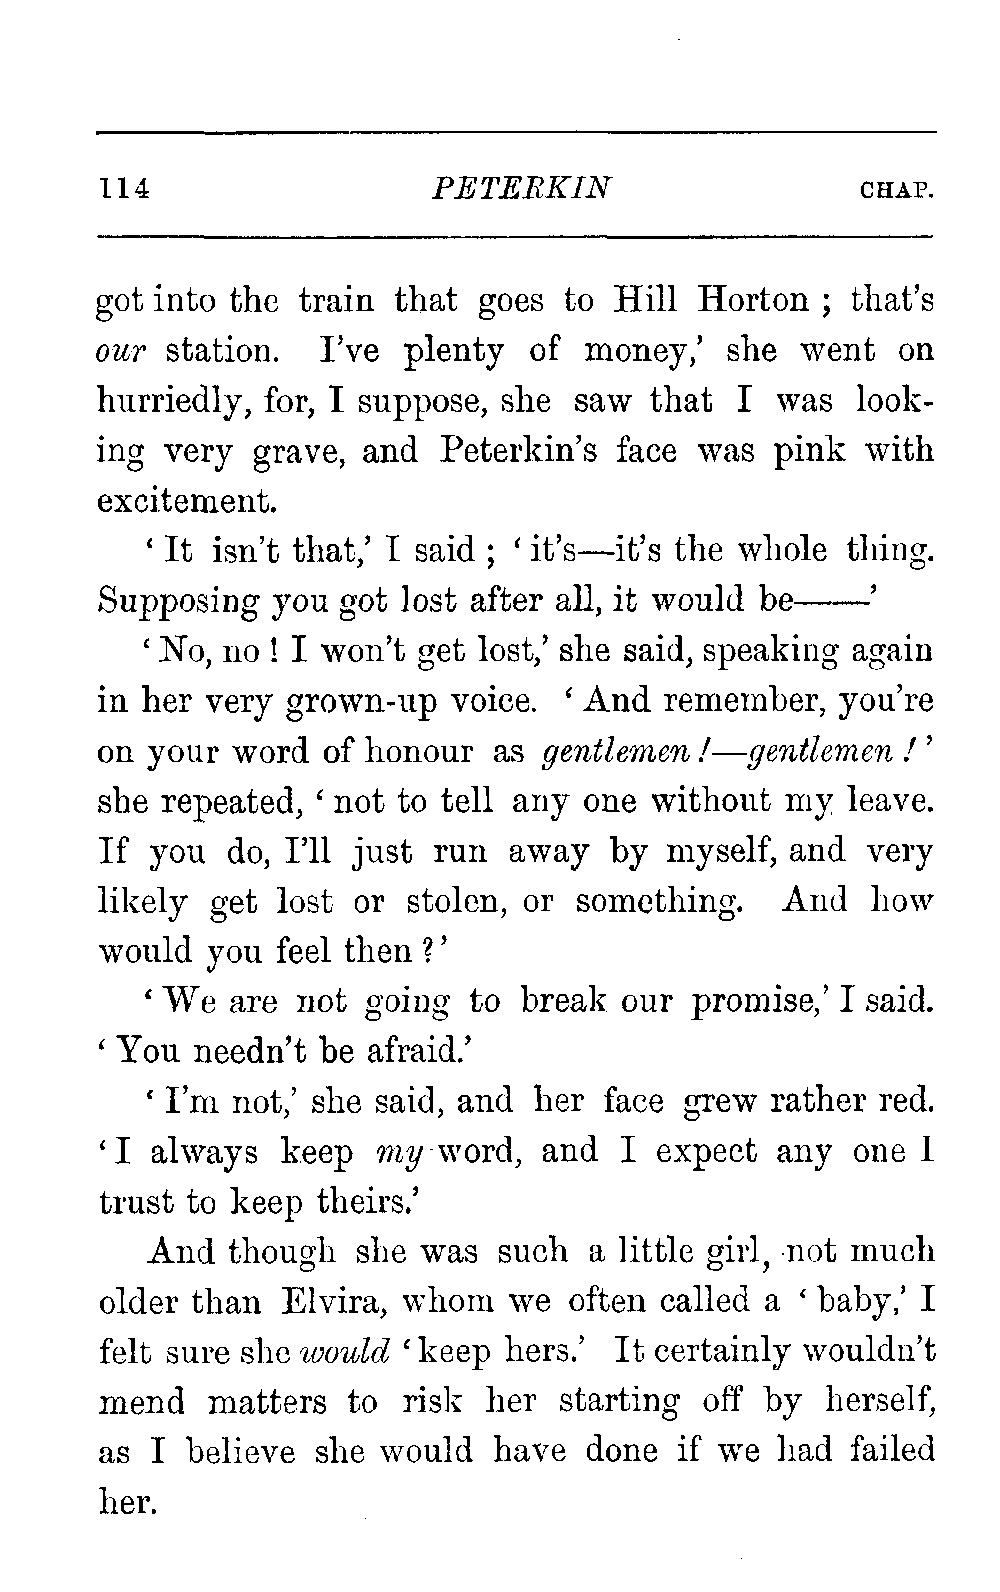 114 PETERKIN CHAP.
got into the train that goes to Hill Horton ; that's
our station. I've plenty of money,' she went on
hurriedly, for, I suppose, she saw that I was look-
ing very grave, and Peterkin's face was pink with
excitement.
‘ It isn't that,’ I said ; ‘ it's—it's the whole thing.
Supposing you got lost after all, it would be——’
‘ No, no ! I won't get lost,’ she said, speaking again
in her very grown-up voice. ‘ And remember, you're
on your word of honour as gentlemen !—gentlemen ! ’
she repeated, ‘ not to tell any one without my leave.
If you do, I'll just run away by myself, and very
likely get lost or stolen, or something. And how
would you feel then ? ’
‘ We are not going to break our promise,’ I said.
‘ You needn't be afraid.’
‘ I'm not,’ she said, and her face grew rather red.
‘ I always keep my word, and I expect any one I
trust to keep theirs.’
And though she was such a little girl, not much
older than Elvira, whom we often called a ‘ baby,’ I
felt sure she would ‘ keep hers.’ It certainly wouldn't
mend matters to risk her starting off by herself,
as I believe she would have done if we had failed
her.